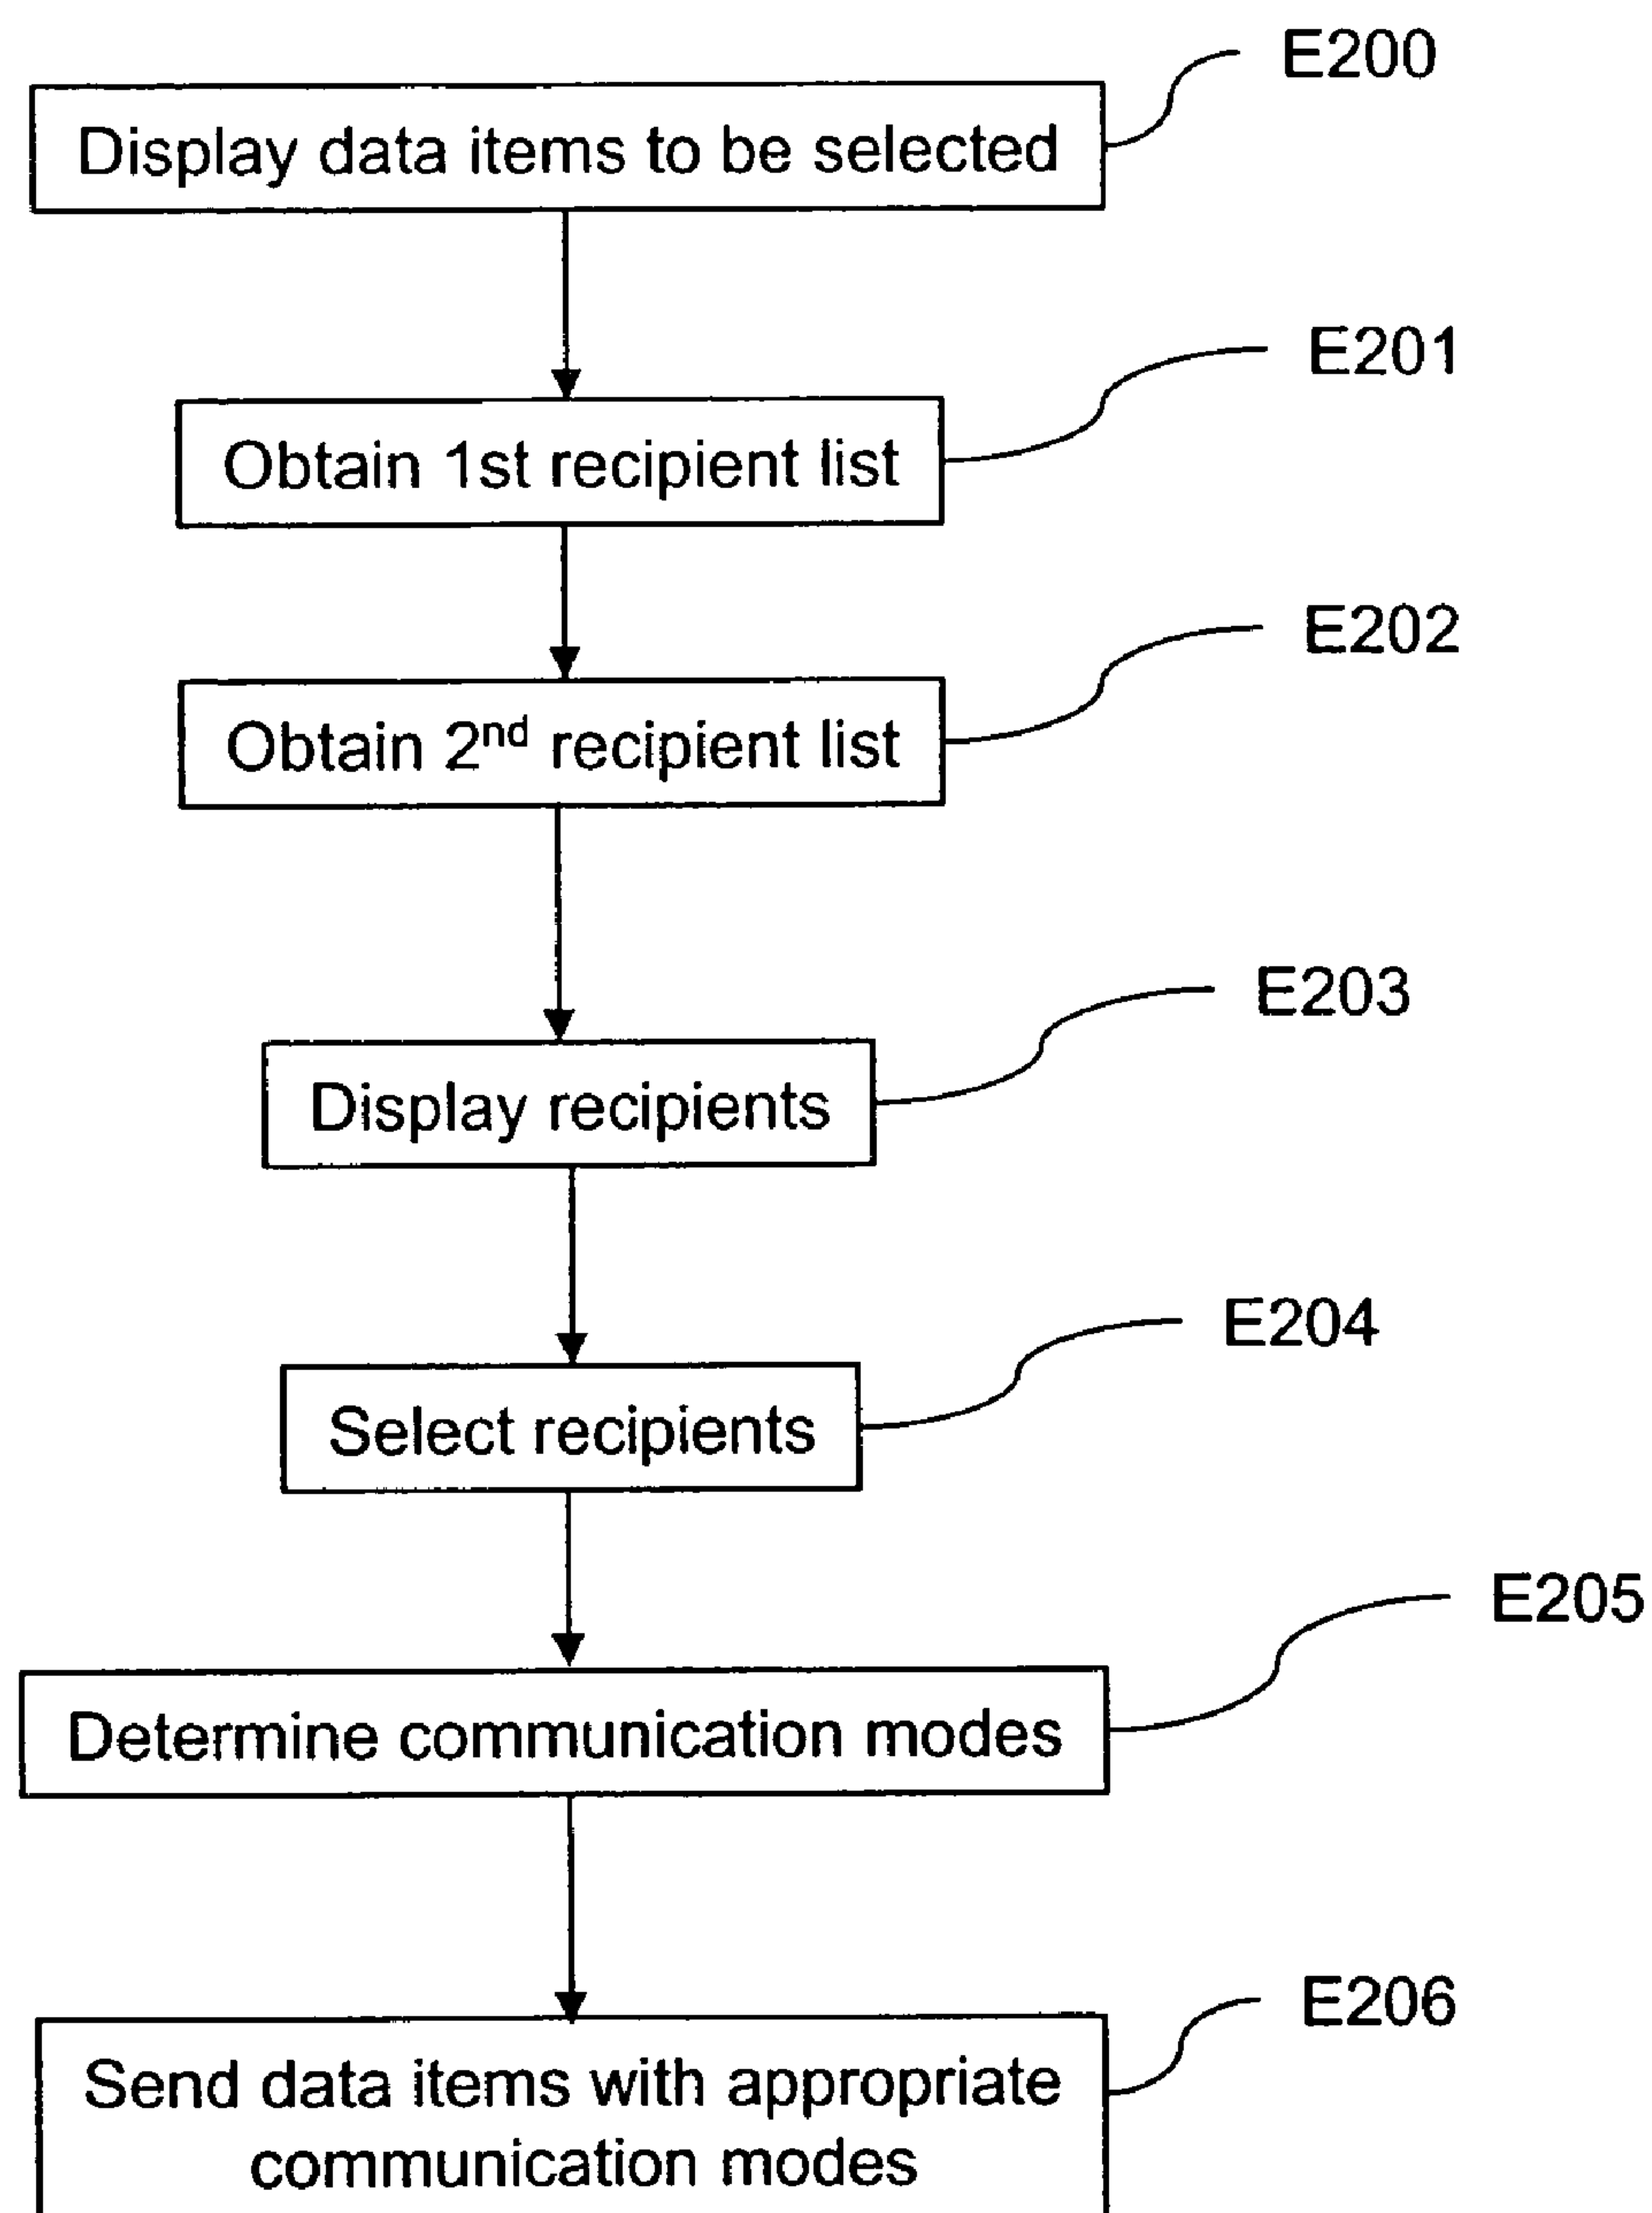 E200
Display data items to be selected
E201
Obtain 1st recipient list
E202
Obtain 2nd recipient list
E203
Display recipients
E204
Select recipients
E205
Determine communication modes
E206
Send data items with appropriate
communication modes